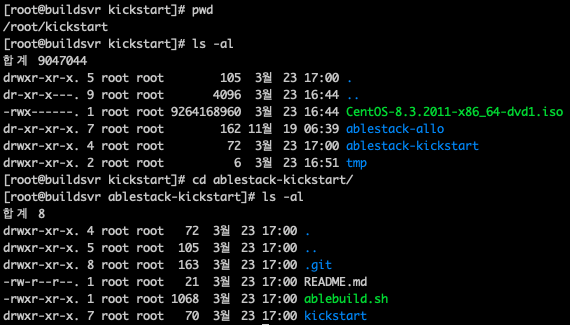 [root@buildsvr kickstart]# pwd
/root/kickstart
[root@buildsvr kickstart]# ls -al
합계 9047044
drwxr-xr-x. 5 root root 105 3월 23 17:00 .
dr-xr-x---. 9 root root 4096 3월 23 16:44 ..
-rwx------. 1 root root 9264168960 3월 23 16:44 CentOS-8.3.2011-x86_64-dvd1.iso
dr-xr-xr-x. 7 root root 162 11월 19 06:39 ablestack-allo
drwxr-xr-x. 4 root root 72 3월 23 17:00 ablestack-kickstart
drwxr-xr-x. 2 root root 6 3월 23 16:51 tmp
[root@buildsvr kickstart]# cd ablestack-kickstart/
[root@buildsvr ablestack-kickstart]# ls -al
합계 8
drwxr-xr-x. 4 root root 72 3월 23 17:00 .
drwxr-xr-x. 5 root root 105 3월 23 17:00 ..
drwxr-xr-x. 8 root root 163 3월 23 17:00 .git
-rw-r--r--. 1 root root 21 3월 23 17:00 README.md
-rwxr-xr-x. 1 root root 1068 3월 23 17:00 ablebuild.sh
drwxr-xr-x. 7 root root 70 3월 23 17:00 kickstart